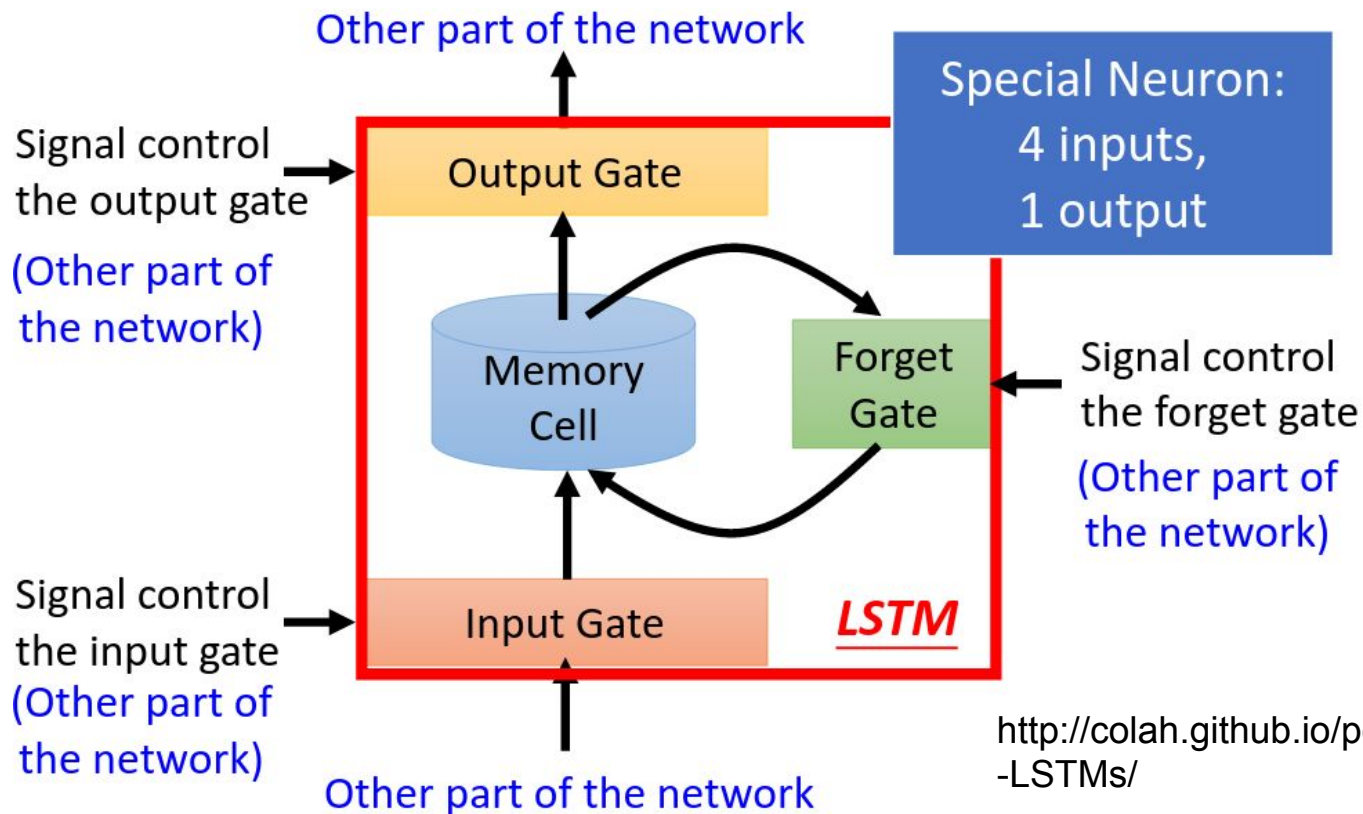 Other part of the network
Special Neuron:
4 inputs,
1 output
Signal control
the output gate
(Other part of
the network)
Output Gate
Memory
Cell
Forget
Gate
Signal control
the forget gate
(Other part of
the network)
Signal control
the input gate
(Other part of
the network)
Input Gate
LSTM
Other part of the network
http://colah.github.io/p
-LSTMs/